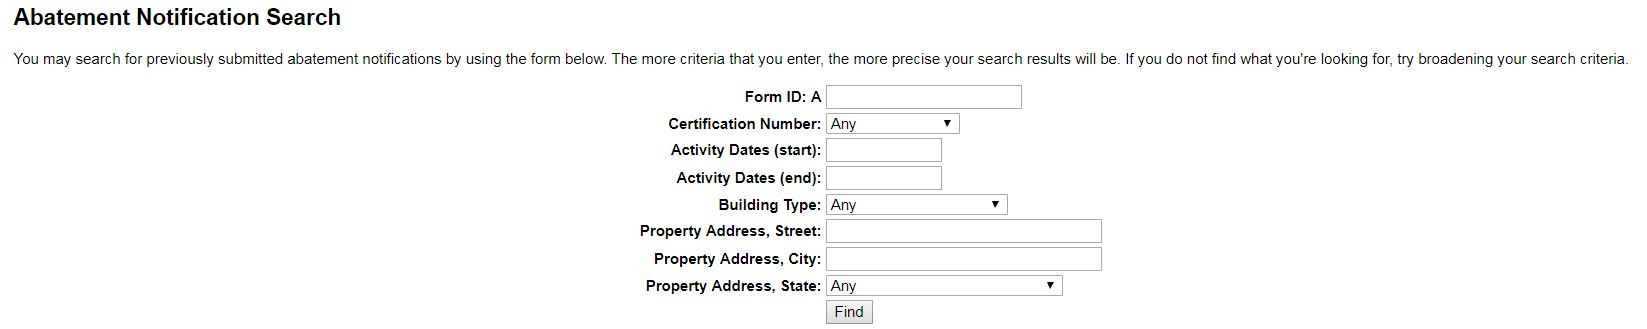 Abatement Notification Search
You may search for previously submitted abatement notifications by using the form below. The more criteria that you enter, the more precise your search results will be. If you do not find what you're looking for, try broadening your search criteria.
Form ID: A
Certification Number: Any
Activity Dates (start):
Activity Dates (end):
Building Type: Any
Property Address, Street:
Property Address, City:
Property Address, State: Any
Find